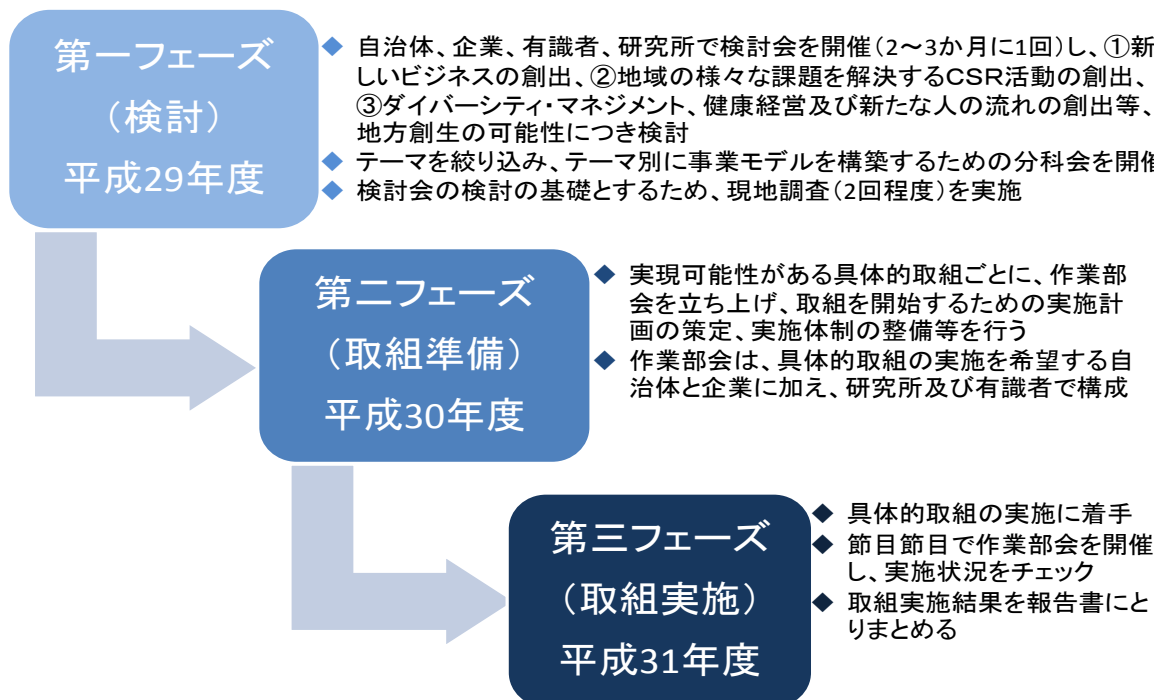 第一フェーズ
（検討）
平成29年度
◆ 自治体、企業、有識者、研究所で検討会を開催（2～3か月に1回）し、①新
しいビジネスの創出、②地域の様々な課題を解決するCSR活動の創出、
③ダイバーシティ・マネジメント、健康経営及び新たな人の流れの創出等、
地方創生の可能性につき検討
◆ テーマを絞り込み、テーマ別に事業モデルを構築するための分科会を開催
◆ 検討会の検討の基礎とするため、現地調査（2回程度）を実施
第二フェーズ
（取組準備）
平成30年度
◆ 実現可能性がある具体的取組ごとに、作業部
会を立ち上げ、取組を開始するための実施計
画の策定、実施体制の整備等を行う
◆ 作業部会は、具体的取組の実施を希望する自
治体と企業に加え、研究所及び有識者で構成
第三フェーズ
（取組実施）
平成31年度
◆ 具体的取組の実施に着手
◆ 節目節目で作業部会を開催
し、実施状況をチェック
◆ 取組実施結果を報告書にと
りまとめる